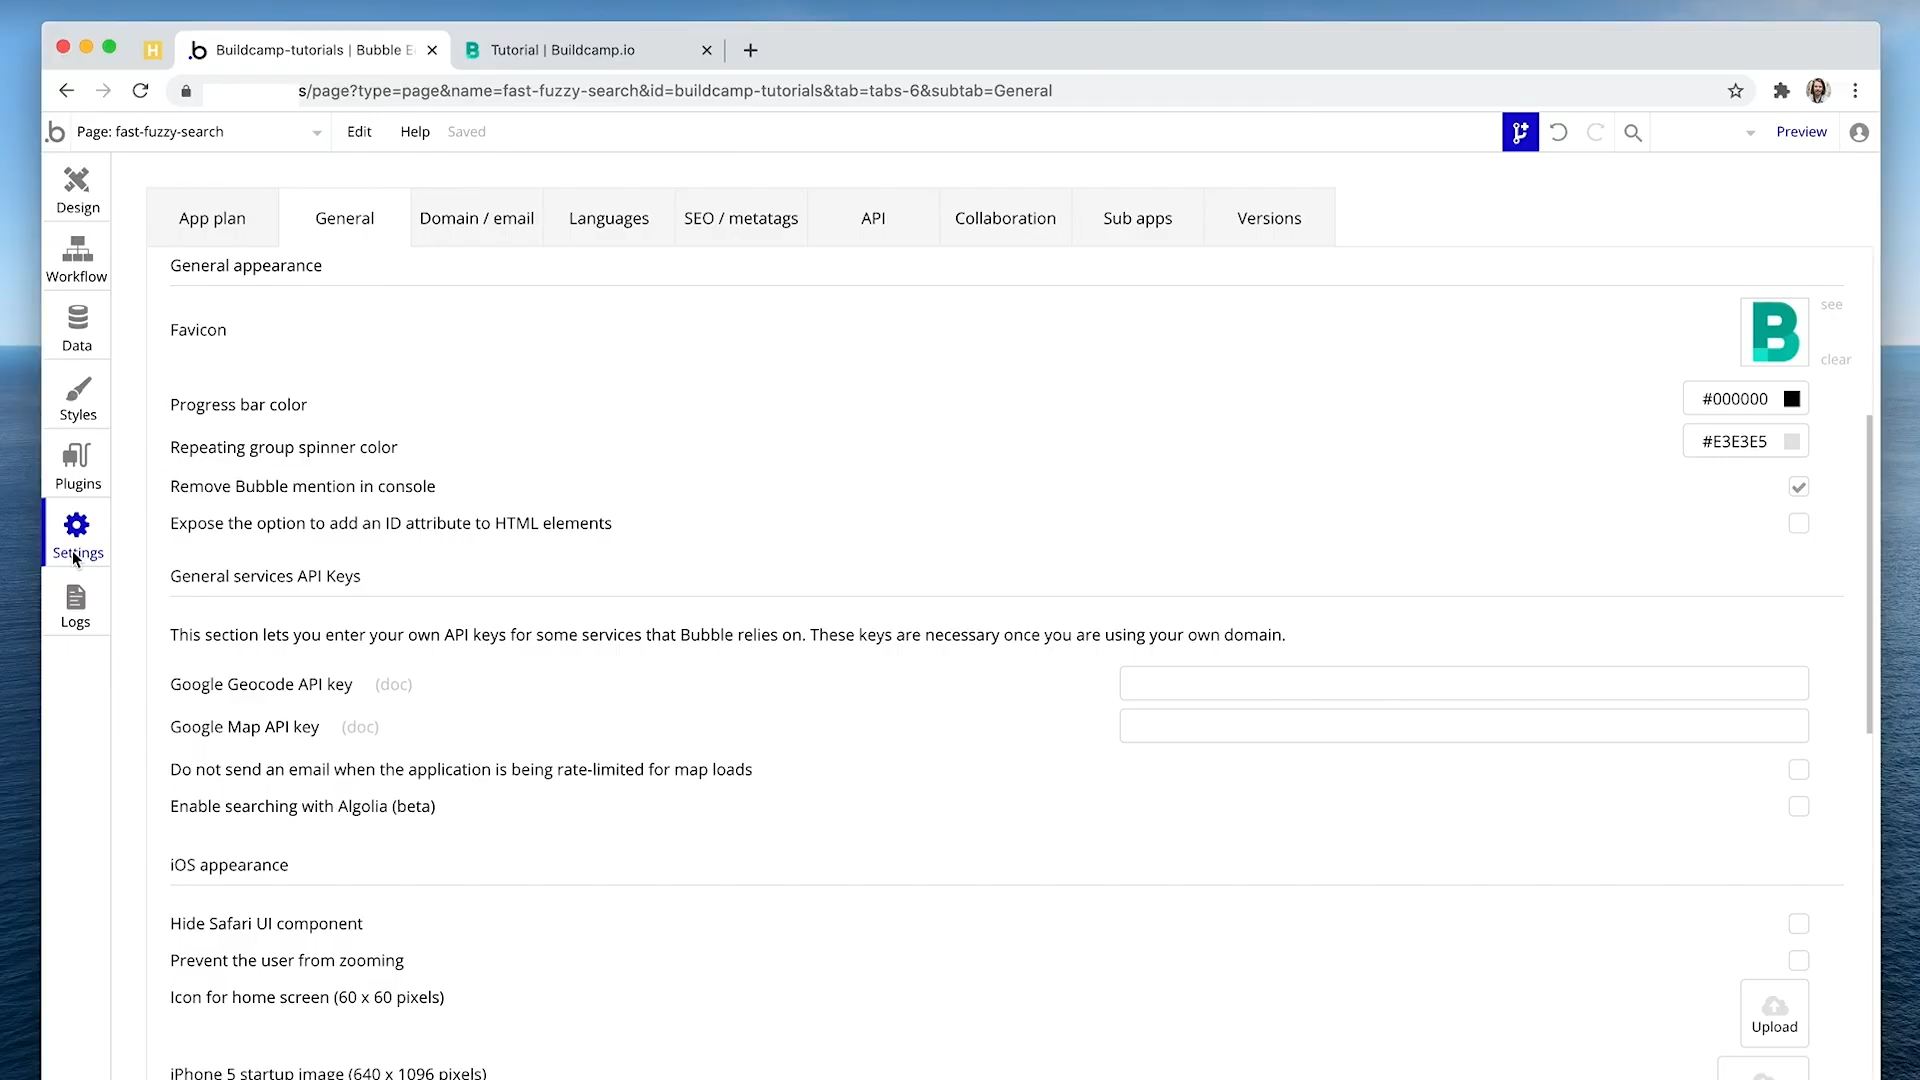 H
Buildcamp-tutorials | Bubble E
Tutorial | Buildcamp.io
s/page?type=page&name=fast-fuzzy-search&id=buildcamp-tutorials&tab=tabs-6&subtab=General
Page: fast-fuzzy-search
Edit
Help
Saved
Preview
Design
Workflow
Data
Styles
Plugins
Settings
Logs
App plan
General
Domain / email
Languages
SEO / metatags
API
Collaboration
Sub apps
Versions
General appearance
Favicon
B
see
clear
Progress bar color
#000000
Repeating group spinner color
#E3E3E5
Remove Bubble mention in console
Expose the option to add an ID attribute to HTML elements
General services API Keys
This section lets you enter your own API keys for some services that Bubble relies on. These keys are necessary once you are using your own domain.
Google Geocode API key (doc)
Google Map API key (doc)
Do not send an email when the application is being rate-limited for map loads
Enable searching with Algolia (beta)
iOS appearance
Hide Safari UI component
Prevent the user from zooming
Icon for home screen (60 x 60 pixels)
Upload
iPhone 5 startup image (640 x 1096 pixels)